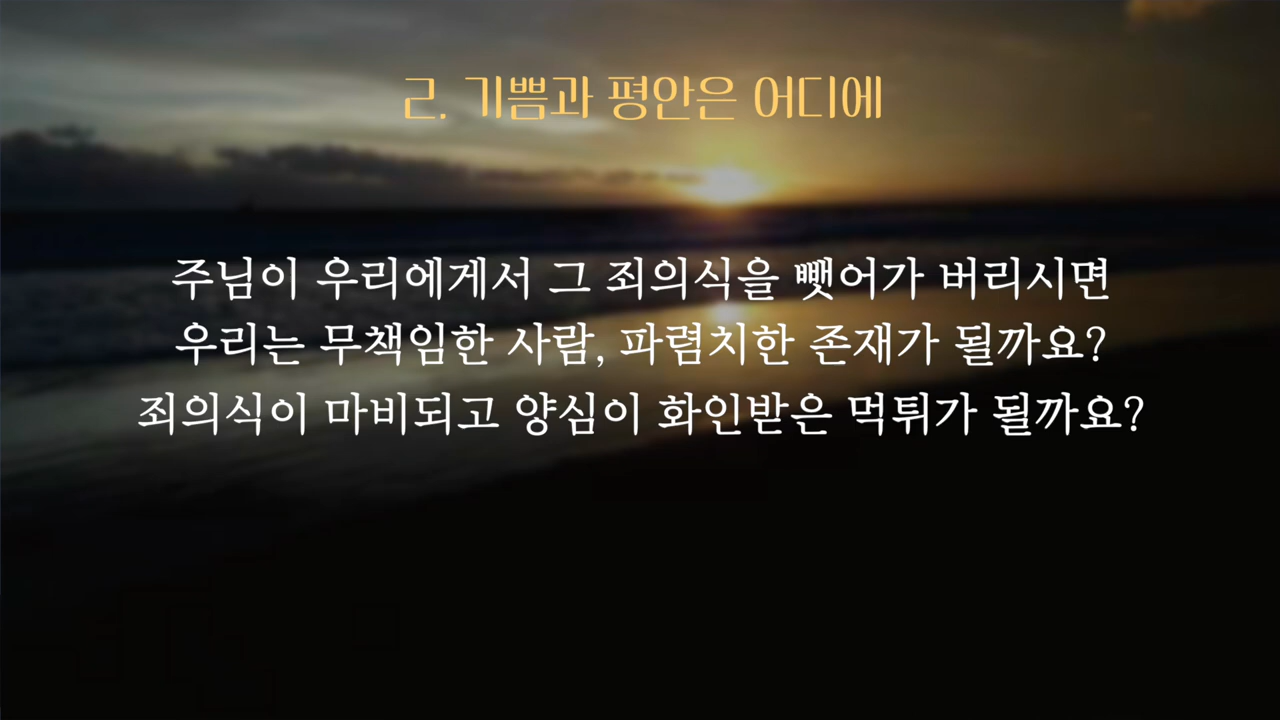 2. 기쁨과 평안은 어디에
주님이 우리에게서 그 죄의식을 뺏어가 버리시면
우리는 무책임한 사람, 파렴치한 존재가 될까요?
죄의식이 마비되고 양심이 화인받은 먹튀가 될까요?